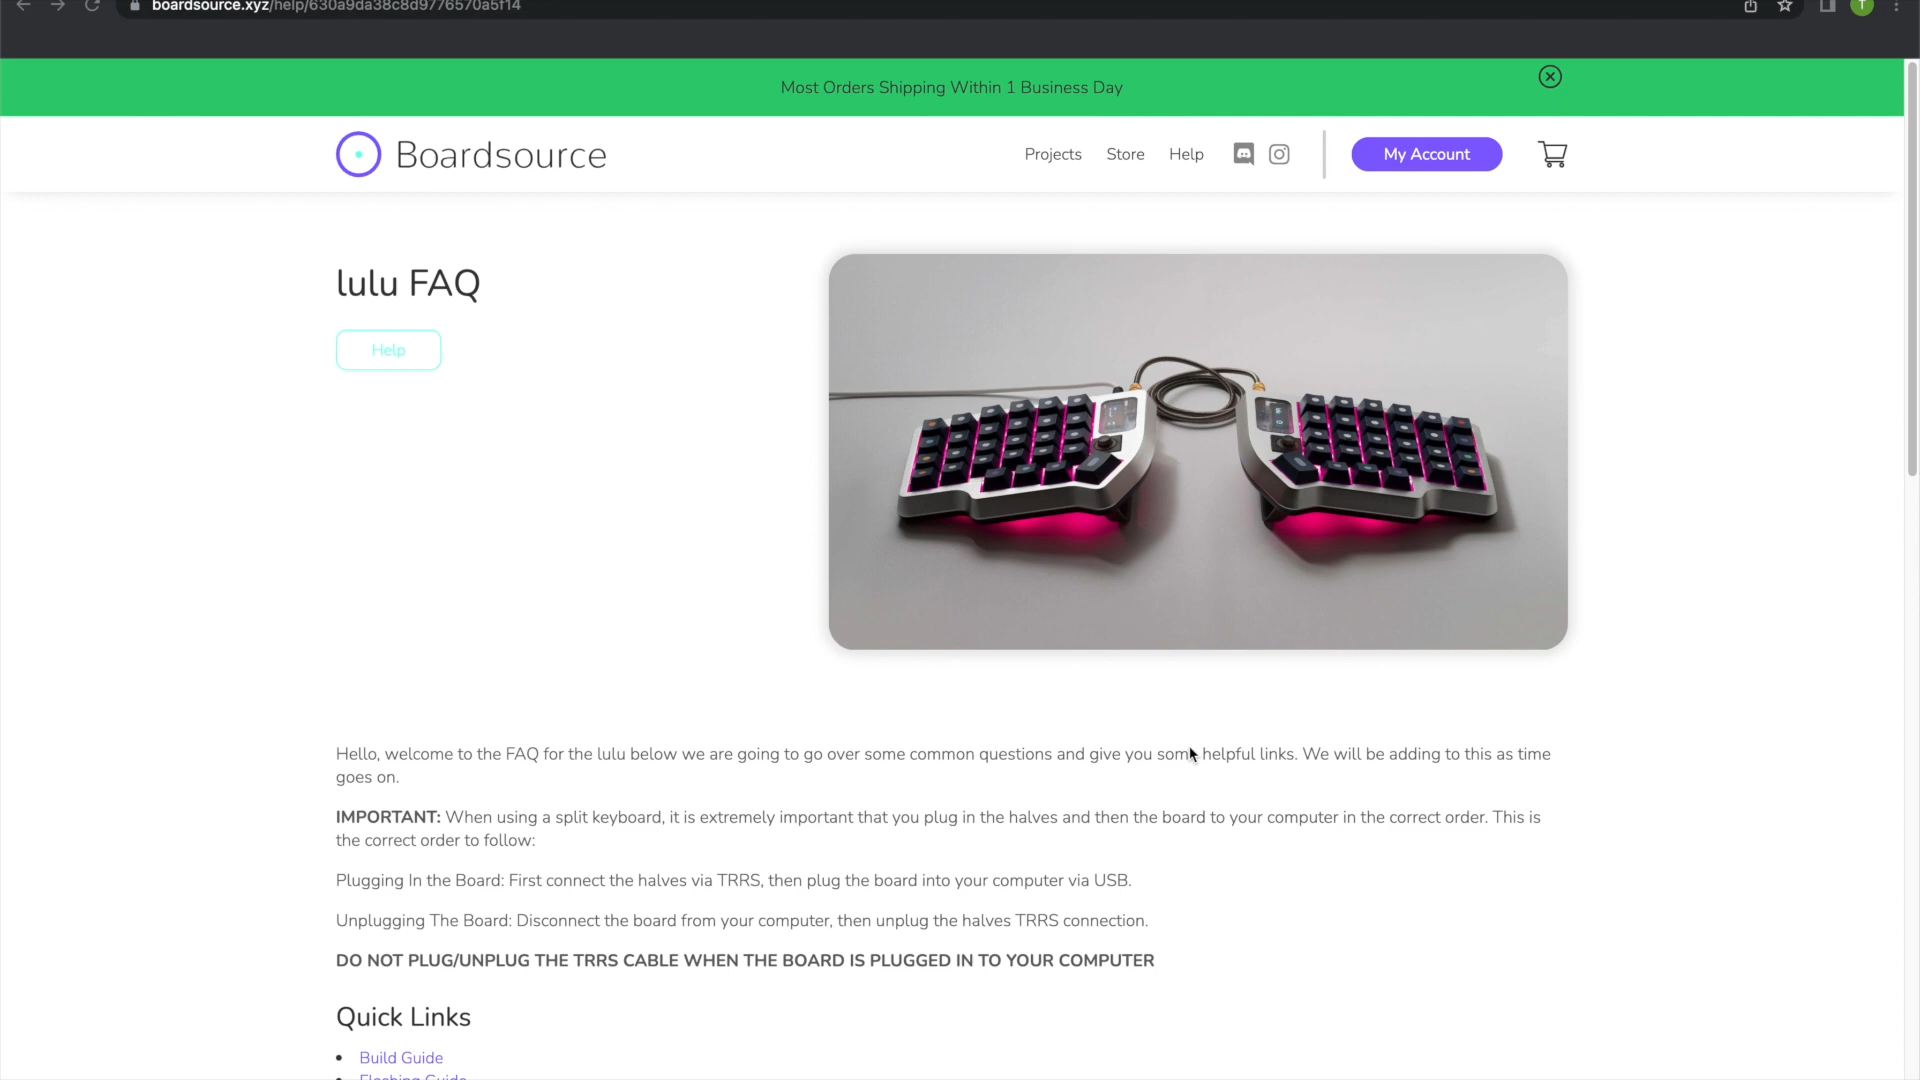 boardsource.xyz/help/630a9da38c8d9776570a5f14
T
Most Orders Shipping Within 1 Business Day
Boardsource
Projects Store Help My Account
lulu FAQ
Help
Hello, welcome to the FAQ for the lulu below we are going to go over some common questions and give you some helpful links. We will be adding to this as time
goes on.
IMPORTANT: When using a split keyboard, it is extremely important that you plug in the halves and then the board to your computer in the correct order. This is
the correct order to follow:
Plugging In the Board: First connect the halves via TRRS, then plug the board into your computer via USB.
Unplugging The Board: Disconnect the board from your computer, then unplug the halves TRRS connection.
DO NOT PLUG/UNPLUG THE TRRS CABLE WHEN THE BOARD IS PLUGGED IN TO YOUR COMPUTER
Quick Links
Build Guide
Flashing Guide